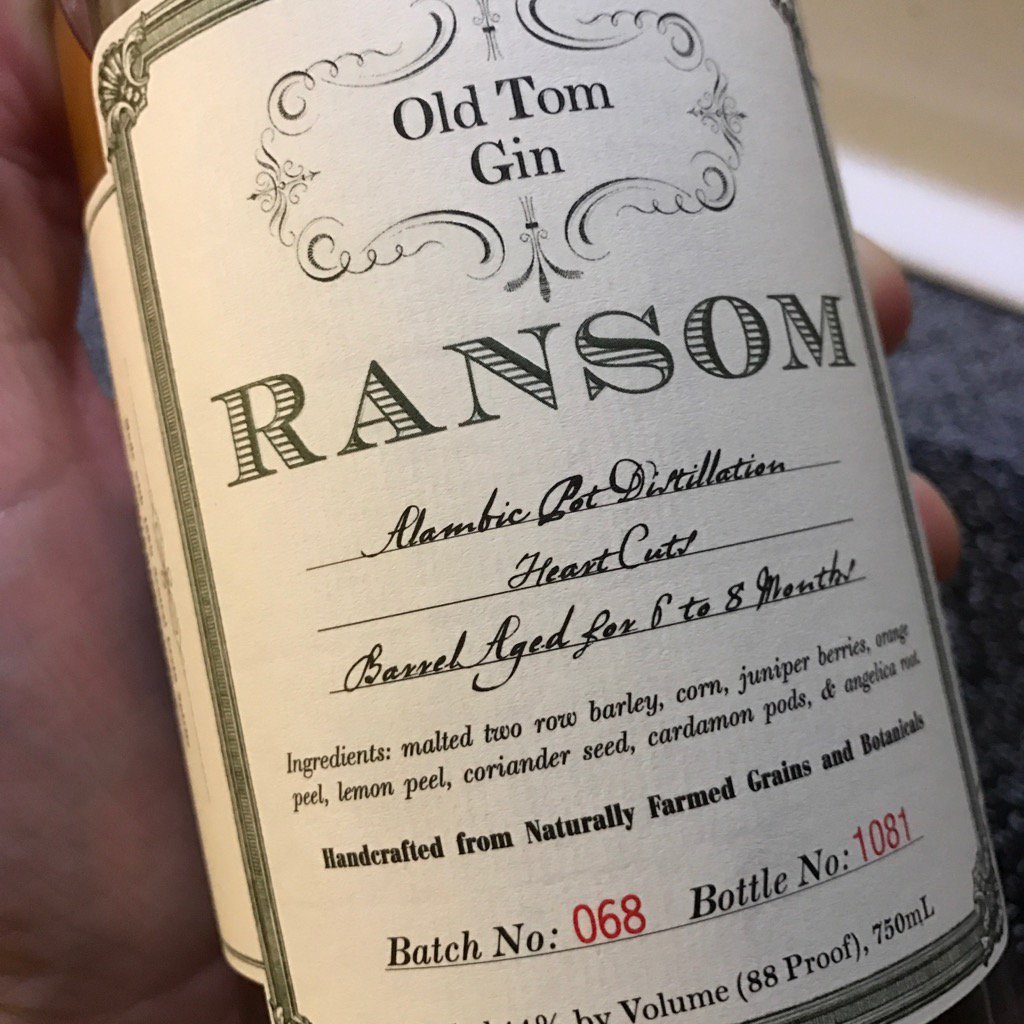 Old Tom
Gin
RANSOM
Alambic Pot Distillation
Heart Cuts
Barrel Aged for 6 to 8 Months
Ingredients: malted two row barley, corn, juniper berries, orange
peel, lemon peel, coriander seed, cardamon pods, & angelica root.
Handcrafted from Naturally Farmed Grains and Botanicals
Batch No: 068 Bottle No: 1081
by Volume (88 Proof), 750mL